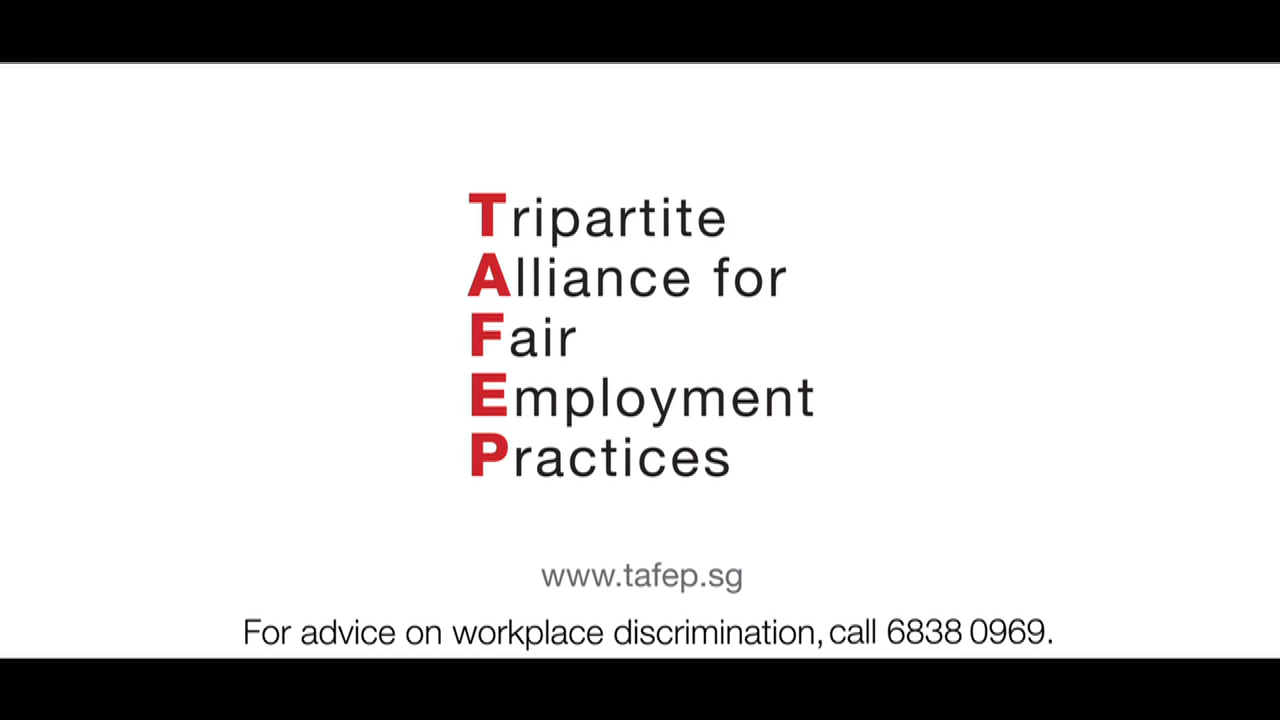 Tripartite
Alliance for
Fair
Employment
Practices
www.tafep.sg
For advice on workplace discrimination, call 6838 0969.